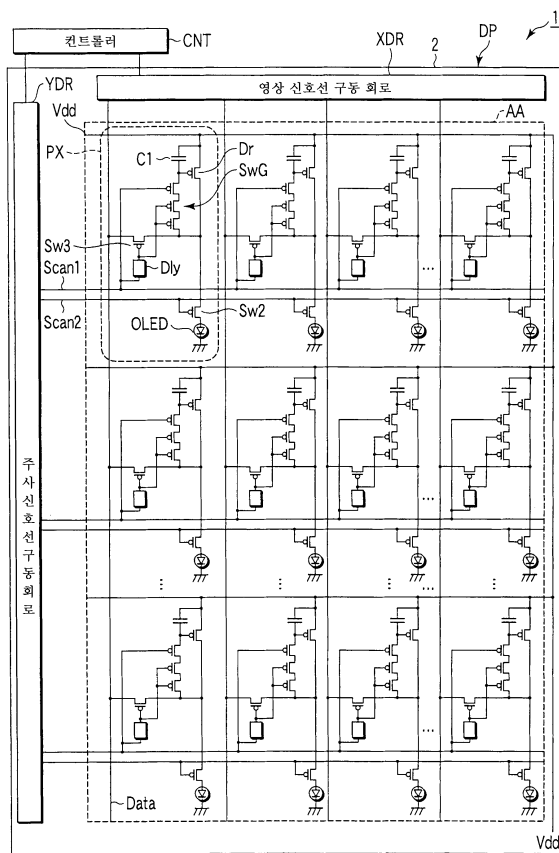 1
컨트롤러
CNT
XDR
2
DP
YDR
영상 신호선 구동 회로
Vdd
AA
PX
C1
Dr
SwG
Sw3
Dly
Scan1
Scan2
Sw2
OLED
주사신호선구동회로
Data
Vdd